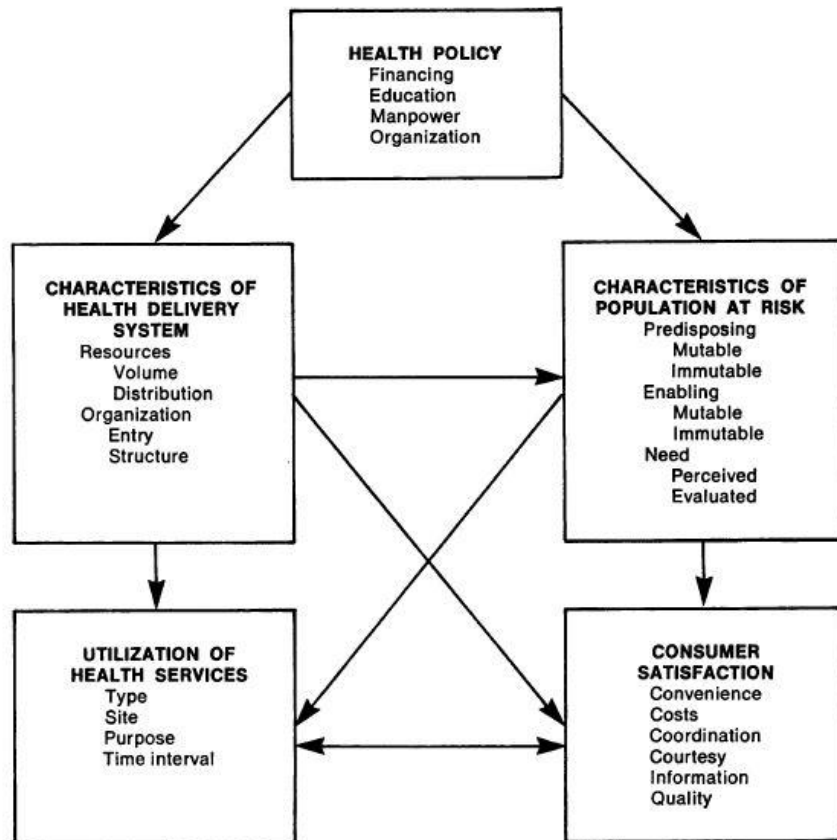 HEALTH POLICY
Financing
Education
Manpower
Organization
CHARACTERISTICS OF
HEALTH DELIVERY
SYSTEM
Resources
Volume
Distribution
Organization
Entry
Structure
CHARACTERISTICS OF
POPULATION AT RISK
Predisposing
Mutable
Immutable
Enabling
Mutable
Immutable
Need
Perceived
Evaluated
UTILIZATION OF
HEALTH SERVICES
Type
Site
Purpose
Time interval
CONSUMER
SATISFACTION
Convenience
Costs
Coordination
Courtesy
Information
Quality